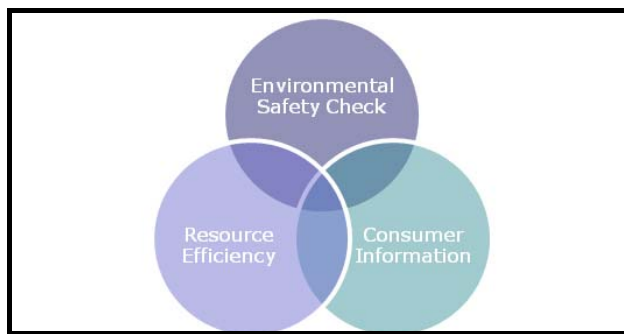 Environmental
Safety Check
Resource
Efficiency
Consumer
Information